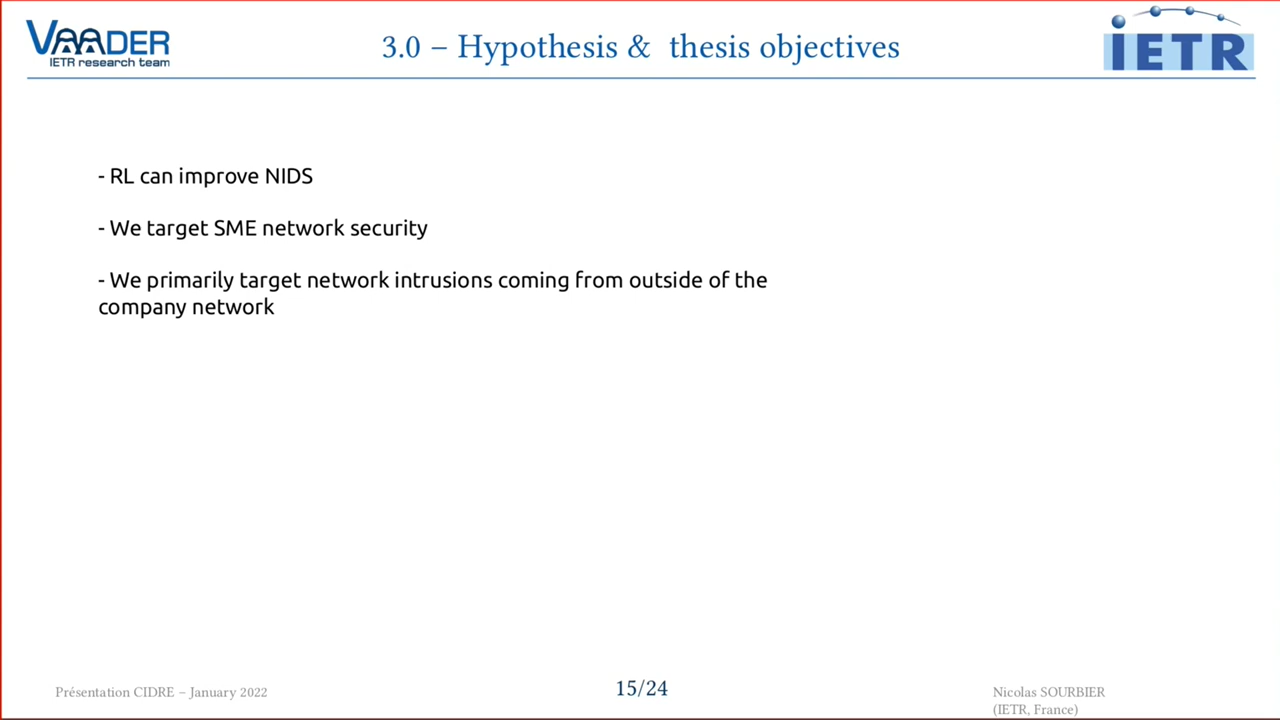 VAADER
IETR research team
3.0 – Hypothesis & thesis objectives
iETR
- RL can improve NIDS
- We target SME network security
- We primarily target network intrusions coming from outside of the
company network
Présentation CIDRE – January 2022
15/24
Nicolas SOURBIER
(IETR, France)